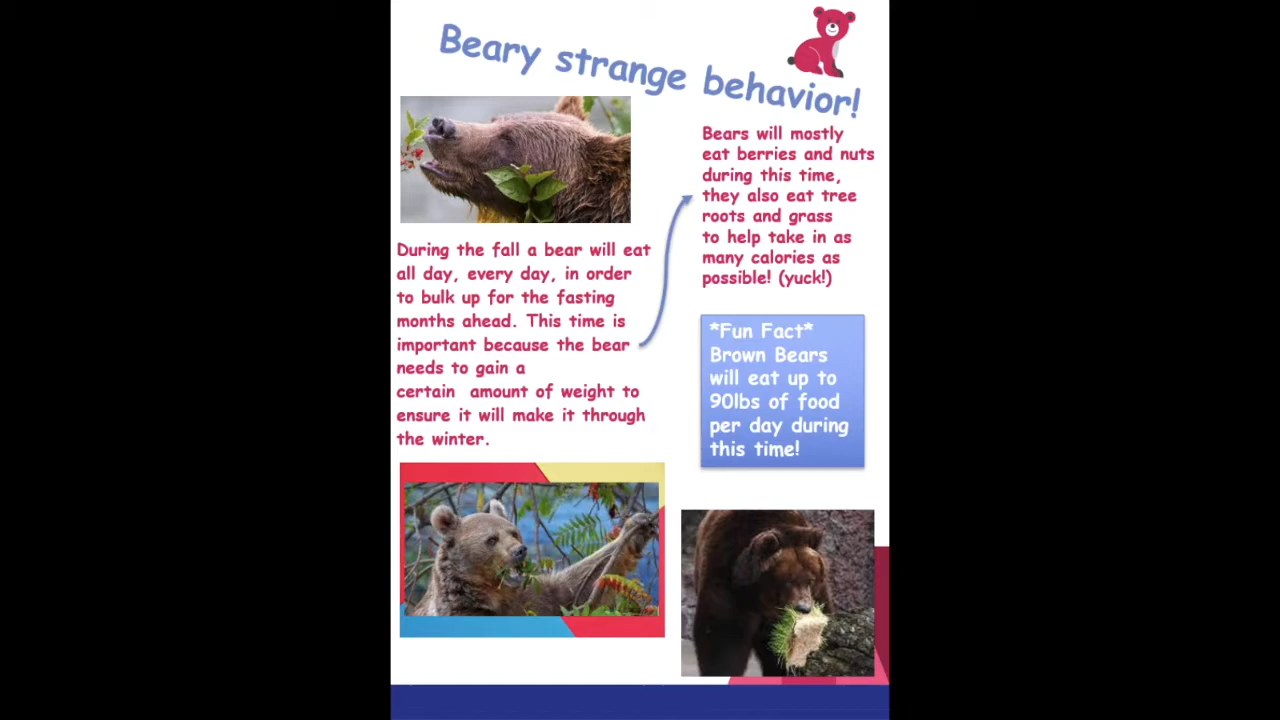 Beary strange behavior!
During the fall a bear will eat
all day, every day, in order
to bulk up for the fasting
months ahead. This time is
important because the bear
needs to gain a
certain  amount of weight to
ensure it will make it through
the winter.
Bears will mostly
eat berries and nuts
during this time,
they also eat tree
roots and grass
to help take in as
many calories as
possible! (yuck!)
*Fun Fact*
Brown Bears
will eat up to
90lbs of food
per day during
this time!